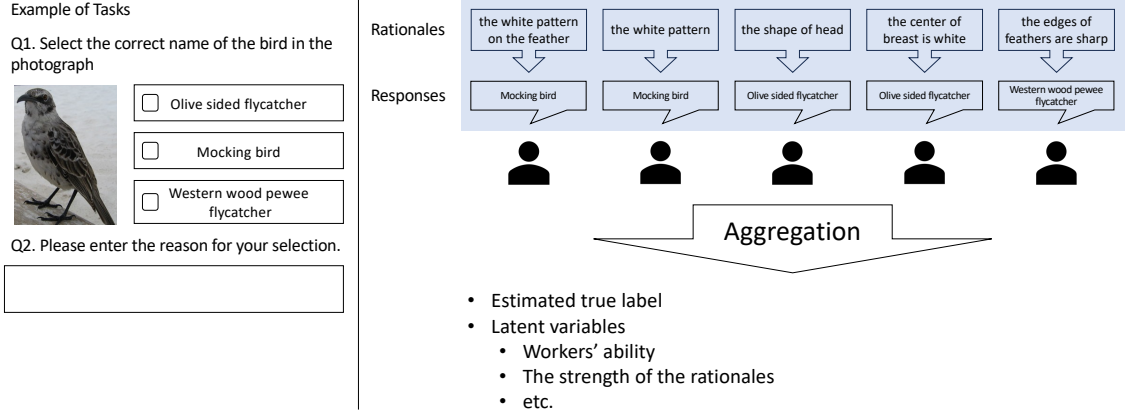 Example of Tasks
Q1. Select the correct name of the bird in the
photograph
Olive sided flycatcher
Mocking bird
Western wood pewee
flycatcher
Q2. Please enter the reason for your selection.
Rationales
the white pattern
on the feather
the white pattern
the shape of head
the center of
breast is white
the edges of
feathers are sharp
Responses
Mocking bird
Mocking bird
Olive sided flycatcher
Olive sided flycatcher
Western wood pewee
flycatcher
Aggregation
• Estimated true label
• Latent variables
• Workers' ability
• The strength of the rationales
• etc.